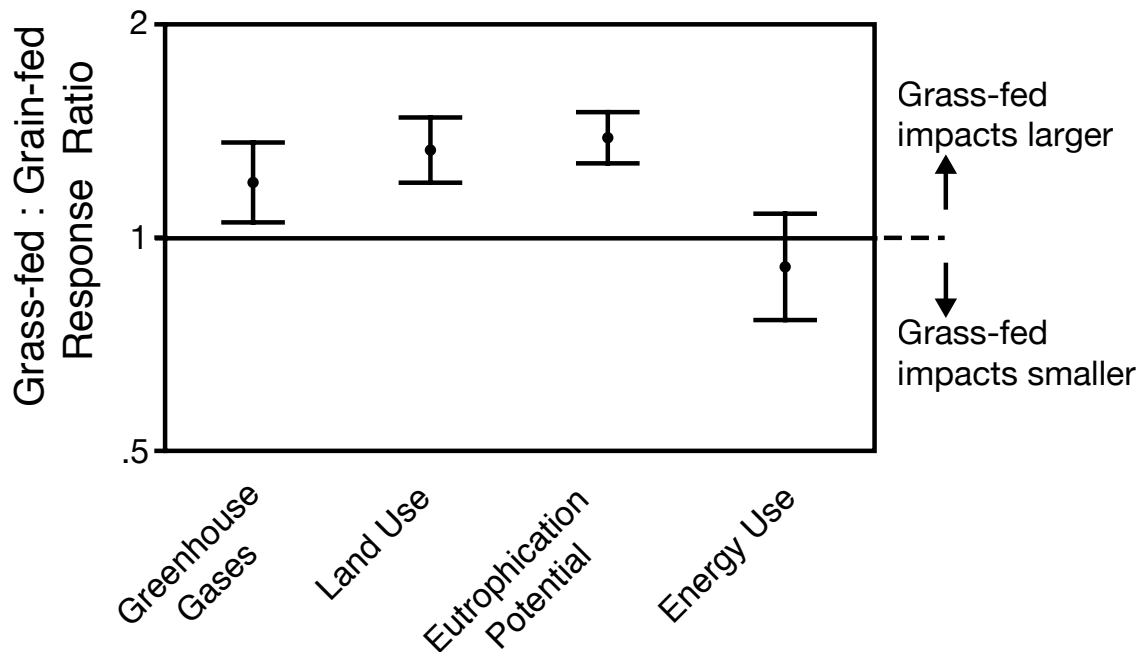 Grass-fed : Grain-fed
Response Ratio
2
1
.5
Grass-fed
impacts larger
Grass-fed
impacts smaller
Greenhouse
Gases
Land Use
Eutrophication
Potential
Energy Use